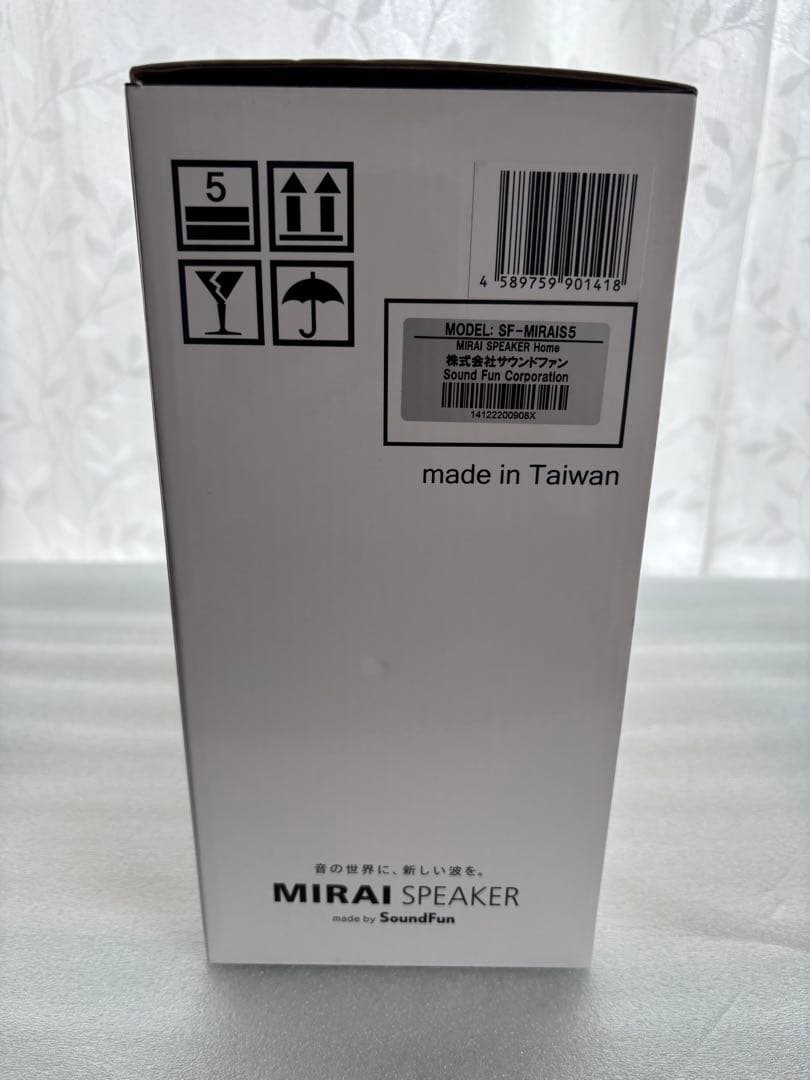 5
4 589759 901418
MODEL: SF-MIRAIS5
MIRAI SPEAKER Home
株式会社サウンドファン
Sound Fun Corporation
14122200908X
made in Taiwan
音の世界に、新しい波を。
MIRAI SPEAKER
made by SoundFun